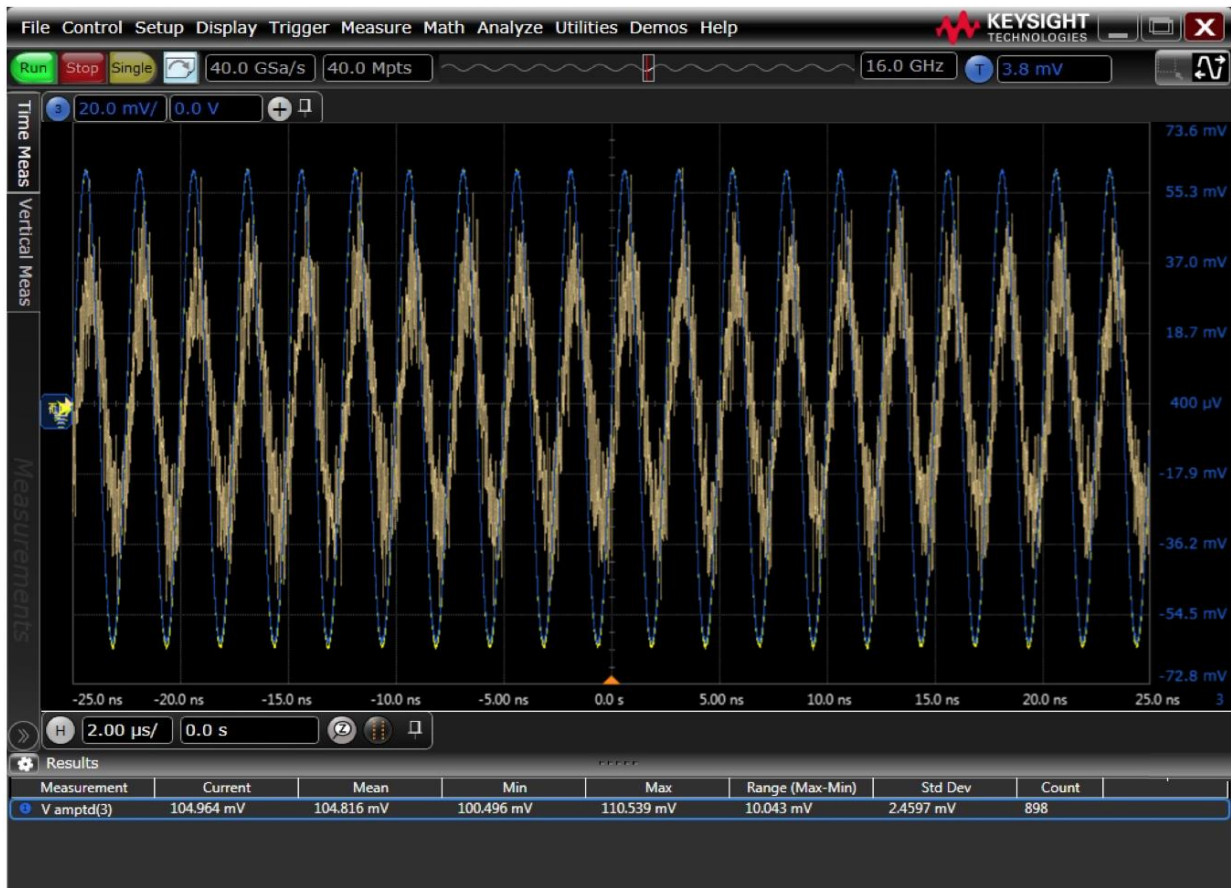 File Control Setup Display Trigger Measure Math Analyze Utilities Demos Help
KEYSIGHT
TECHNOLOGIES
X
Run Stop Single 40.0 GSa/s 40.0 Mpts 16.0 GHz T 3.8 mV
Time Meas
Vertical Meas
Measurements
3 20.0 mV/ 0.0 V +
73.6 mV
55.3 mV
37.0 mV
18.7 mV
400 µV
-17.9 mV
-36.2 mV
-54.5 mV
-72.8 mV
-25.0 ns -20.0 ns -15.0 ns -10.0 ns -5.00 ns 0.0 s 5.00 ns 10.0 ns 15.0 ns 20.0 ns 25.0 ns 3
H 2.00 µs/ 0.0 s Z
Results
Measurement Current Mean Min Max Range (Max-Min) Std Dev Count
V amptd(3) 104.964 mV 104.816 mV 100.496 mV 110.539 mV 10.043 mV 2.4597 mV 898